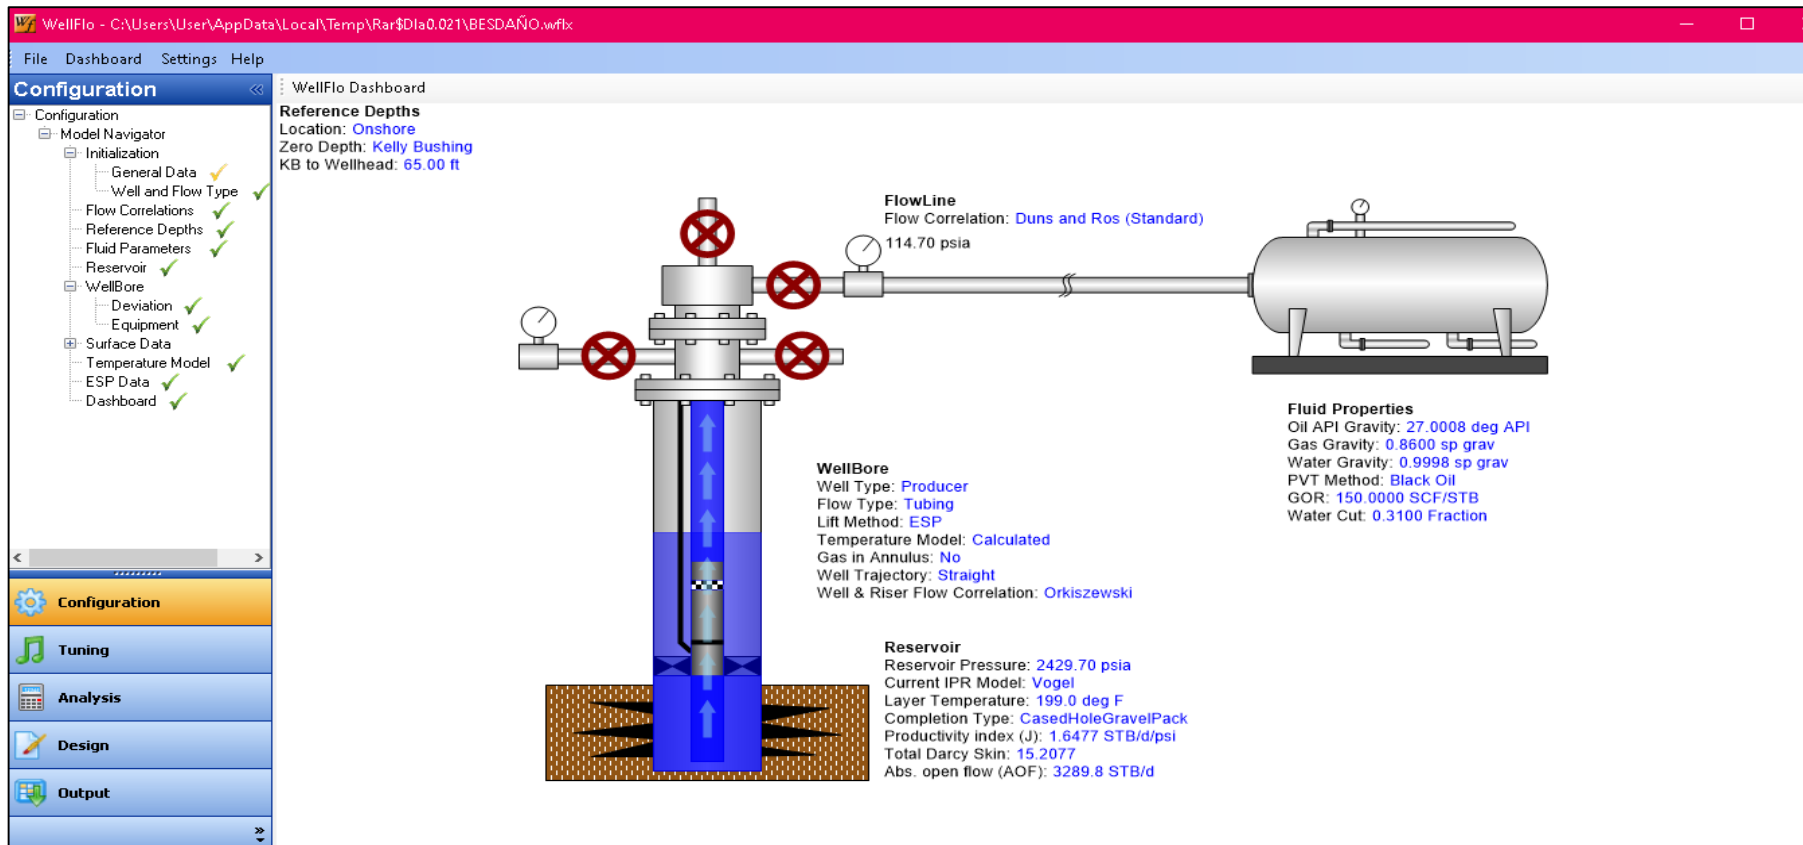 WellFlo - C:\Users\User\AppData\Local\Temp\Rar$DIa0.021\BESDAÑO.wflx
File Dashboard Settings Help
Configuration
WellFlo Dashboard
Configuration
Model Navigator
Initialization
General Data
Well and Flow Type
Flow Correlations
Reference Depths
Fluid Parameters
Reservoir
WellBore
Deviation
Equipment
Surface Data
Temperature Model
ESP Data
Dashboard
Configuration
Tuning
Analysis
Design
Output
Reference Depths
Location: Onshore
Zero Depth: Kelly Bushing
KB to Wellhead: 65.00 ft
FlowLine
Flow Correlation: Duns and Ros (Standard)
114.70 psia
WellBore
Well Type: Producer
Flow Type: Tubing
Lift Method: ESP
Temperature Model: Calculated
Gas in Annulus: No
Well Trajectory: Straight
Well & Riser Flow Correlation: Orkiszewski
Fluid Properties
Oil API Gravity: 27.0008 deg API
Gas Gravity: 0.8600 sp grav
Water Gravity: 0.9998 sp grav
PVT Method: Black Oil
GOR: 150.0000 SCF/STB
Water Cut: 0.3100 Fraction
Reservoir
Reservoir Pressure: 2429.70 psia
Current IPR Model: Vogel
Layer Temperature: 199.0 deg F
Completion Type: CasedHoleGravelPack
Productivity index (J): 1.6477 STB/d/psi
Total Darcy Skin: 15.2077
Abs. open flow (AOF): 3289.8 STB/d